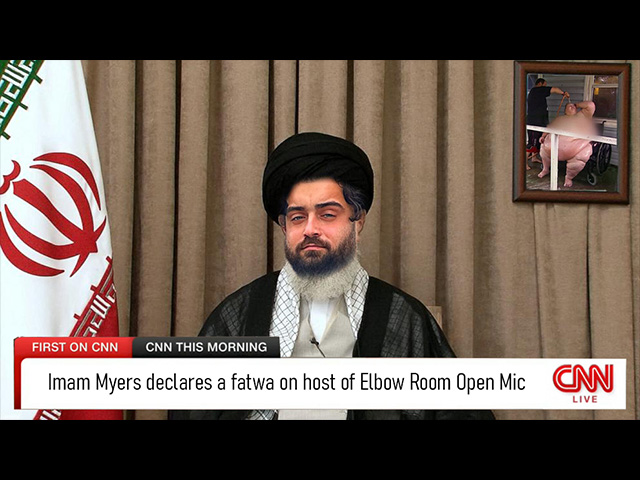 FIRST ON CNN
CNN THIS MORNING
Imam Myers declares a fatwa on host of Elbow Room Open Mic
CNN
LIVE